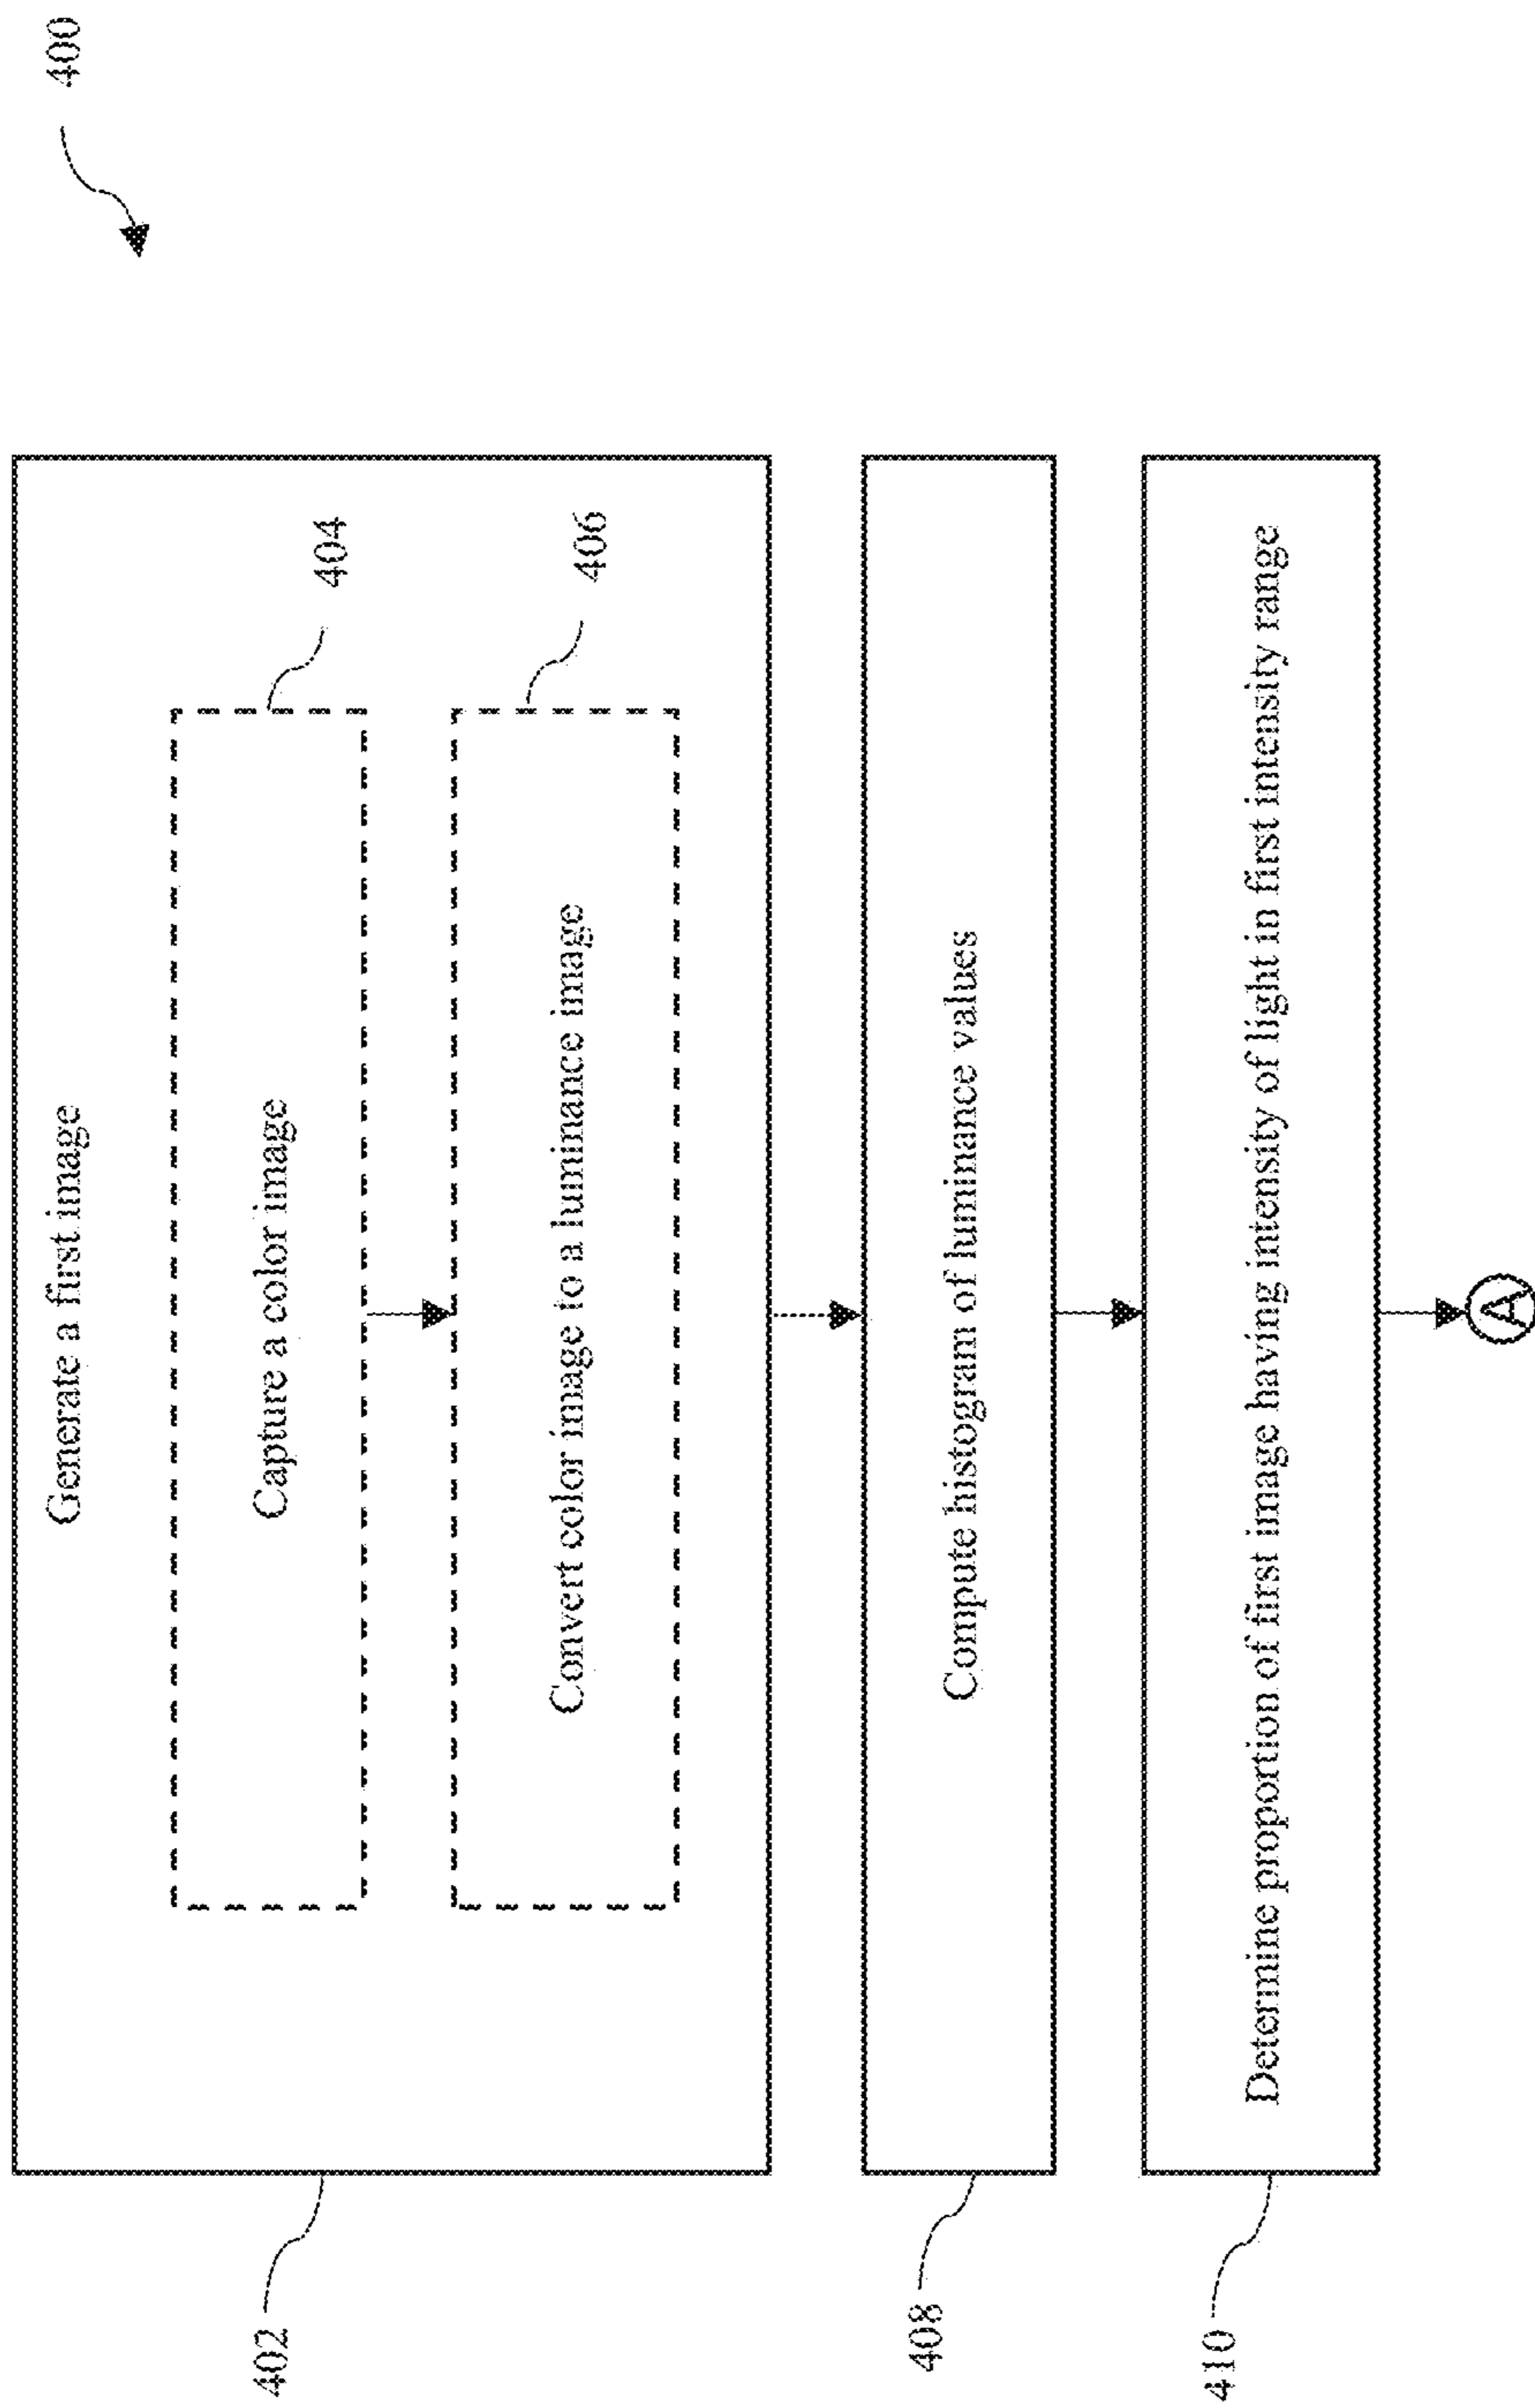 400
Generate a first image
402
404
Capture a color image
406
Convert color image to a luminance image
408
Compute histogram of luminance values
410
Determine proportion of first image having intensity of light in first intensity range
A